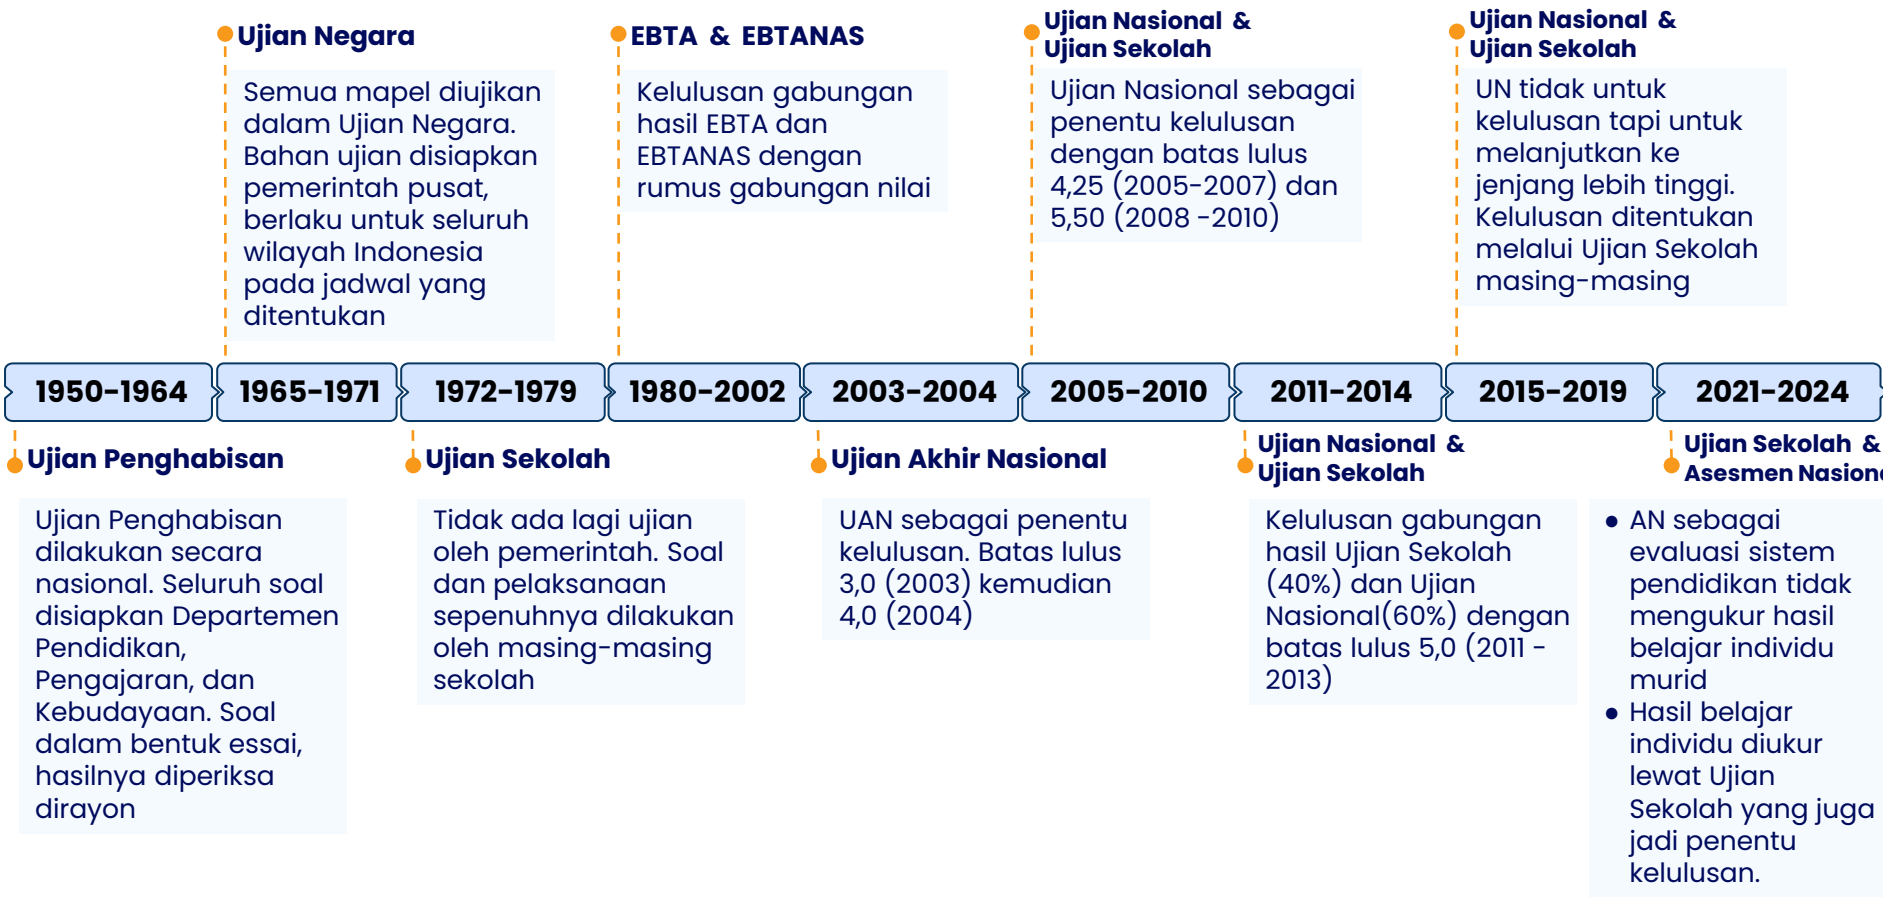 Ujian Negara
Semua mapel diujikan
dalam Ujian Negara.
Bahan ujian disiapkan
pemerintah pusat,
berlaku untuk seluruh
wilayah Indonesia
pada jadwal yang
ditentukan
EBTA & EBTANAS
Kelulusan gabungan
hasil EBTA dan
EBTANAS dengan
rumus gabungan nilai
Ujian Nasional &
Ujian Sekolah
Ujian Nasional sebagai
penentu kelulusan
dengan batas lulus
4,25 (2005-2007) dan
5,50 (2008 -2010)
Ujian Nasional &
Ujian Sekolah
UN tidak untuk
kelulusan tapi untuk
melanjutkan ke
jenjang lebih tinggi.
Kelulusan ditentukan
melalui Ujian Sekolah
masing-masing
1950-1964
1965-1971
1972-1979
1980-2002
2003-2004
2005-2010
2011-2014
2015-2019
2021-2024
Ujian Penghabisan
Ujian Penghabisan
dilakukan secara
nasional. Seluruh soal
disiapkan Departemen
Pendidikan,
Pengajaran, dan
Kebudayaan. Soal
dalam bentuk essai,
hasilnya diperiksa
dirayon
Ujian Sekolah
Tidak ada lagi ujian
oleh pemerintah. Soal
dan pelaksanaan
sepenuhnya dilakukan
oleh masing-masing
sekolah
Ujian Akhir Nasional
UAN sebagai penentu
kelulusan. Batas lulus
3,0 (2003) kemudian
4,0 (2004)
Ujian Nasional &
Ujian Sekolah
Kelulusan gabungan
hasil Ujian Sekolah
(40%) dan Ujian
Nasional(60%) dengan
batas lulus 5,0 (2011 -
2013)
Ujian Sekolah &
Asesmen Nasiona
● AN sebagai
evaluasi sistem
pendidikan tidak
mengukur hasil
belajar individu
murid
● Hasil belajar
individu diukur
lewat Ujian
Sekolah yang juga
jadi penentu
kelulusan.